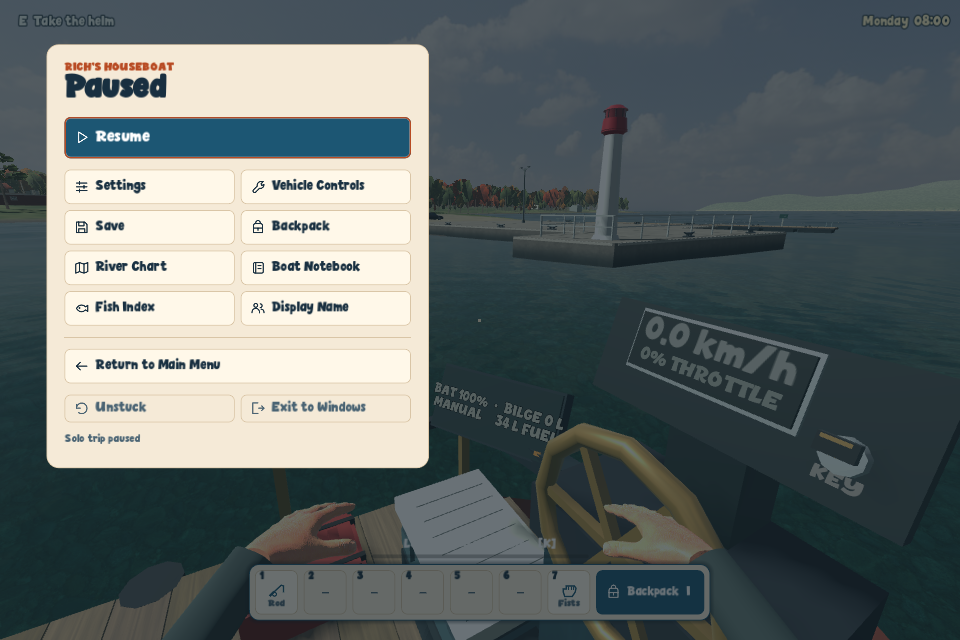 E Take the helm
Monday 08:00
RICH'S HOUSEBOAT
Paused
Resume
Settings
Vehicle Controls
Save
Backpack
River Chart
Boat Notebook
Fish Index
Display Name
Return to Main Menu
Unstuck
Exit to Windows
Solo trip paused
0.0 km/h
0% THROTTLE
BAT 100% · BILGE 0 L
MANUAL 34 L FUEL
KEY
1
2
3
4
5
6
7
Rod
–
–
–
–
–
Fists
Backpack 1